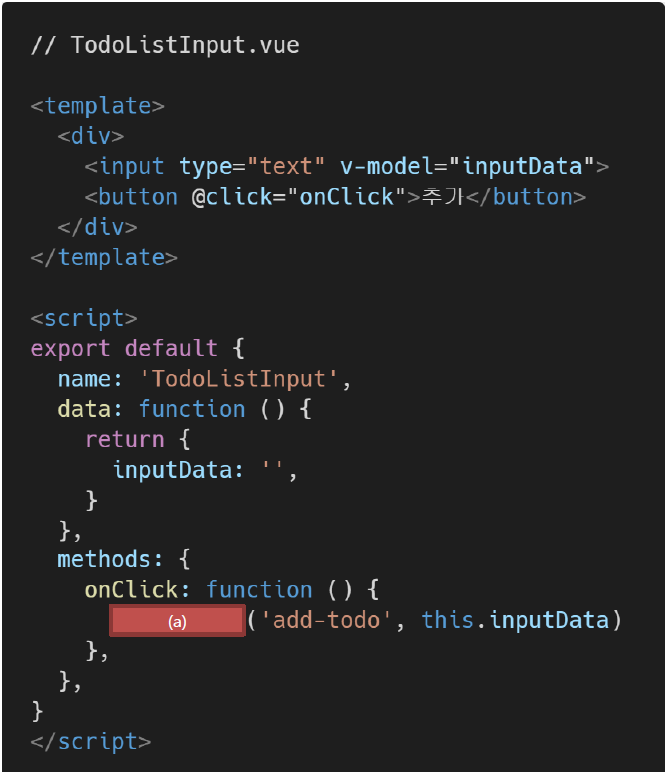 // TodoListInput.vue
<template>
<div>
<input type="text" v-model="inputData">
<button @click="onClick">추가</button>
</div>
</template>
<script>
export default {
name: 'TodoListInput',
data: function () {
return {
inputData: '',
}
},
methods: {
onClick: function () {
(a) ('add-todo', this.inputData)
},
},
}
</script>